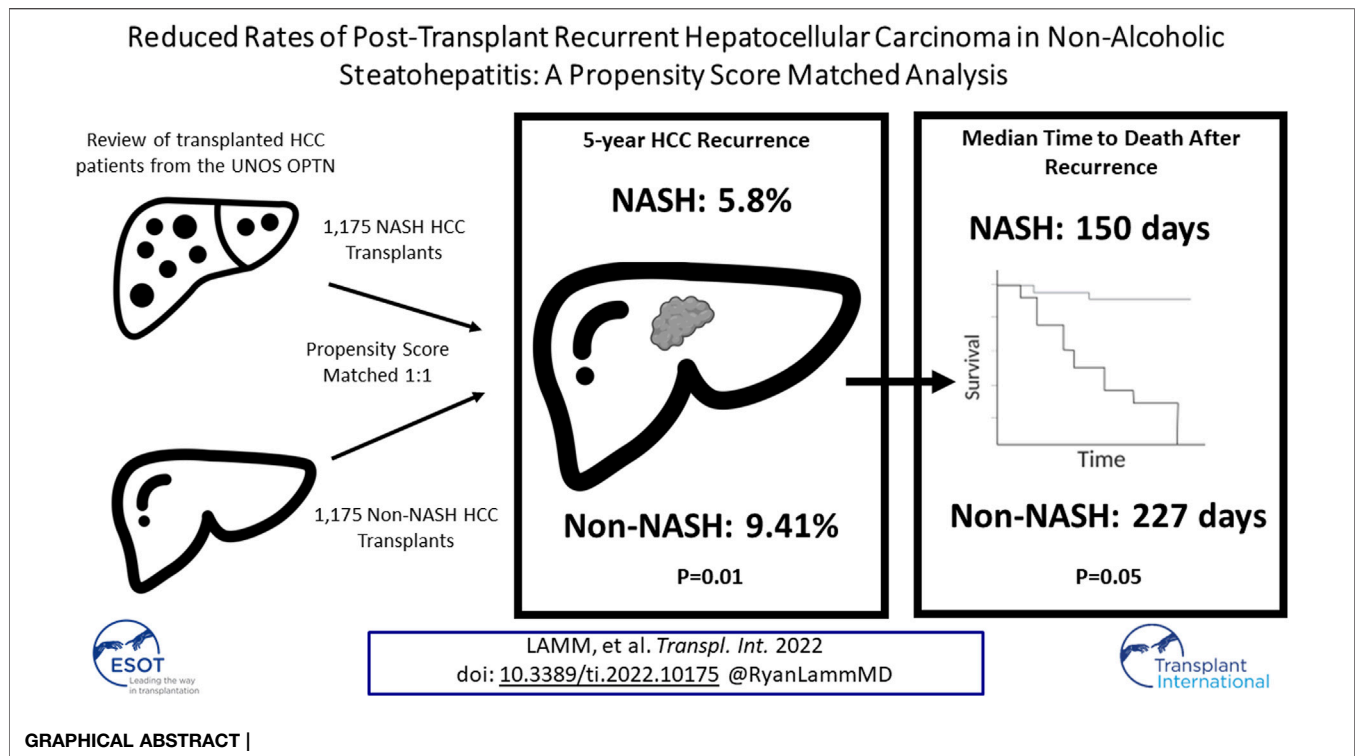 Reduced Rates of Post-Transplant Recurrent Hepatocellular Carcinoma in Non-Alcoholic
Steatohepatitis: A Propensity Score Matched Analysis
Review of transplanted HCC
patients from the UNOS OPTN
1,175 NASH HCC
Transplants
Propensity Score
Matched 1:1
1,175 Non-NASH HCC
Transplants
5-year HCC Recurrence
NASH: 5.8%
Non-NASH: 9.41%
P=0.01
Median Time to Death After
Recurrence
NASH: 150 days
Survival
Time
Non-NASH: 227 days
P=0.05
ESOT
Leading the way
in transplantation
LAMM, et al. Transpl. Int. 2022
doi: 10.3389/ti.2022.10175 @RyanLammMD
Transplant
International
GRAPHICAL ABSTRACT |